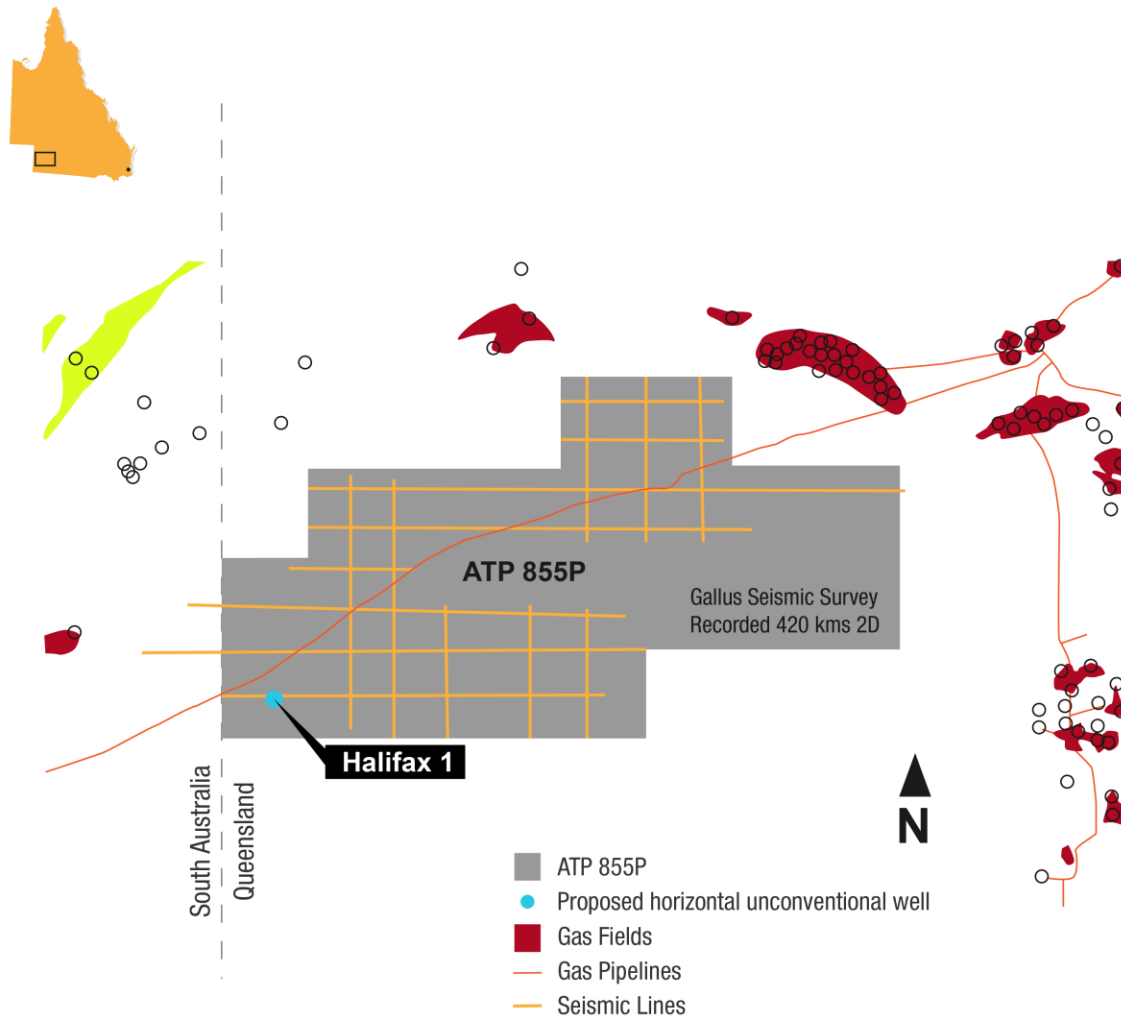 ATP 855P
Gallus Seismic Survey
Recorded 420 kms 2D
Halifax 1
South Australia
Queensland
N
ATP 855P
Proposed horizontal unconventional well
Gas Fields
Gas Pipelines
Seismic Lines